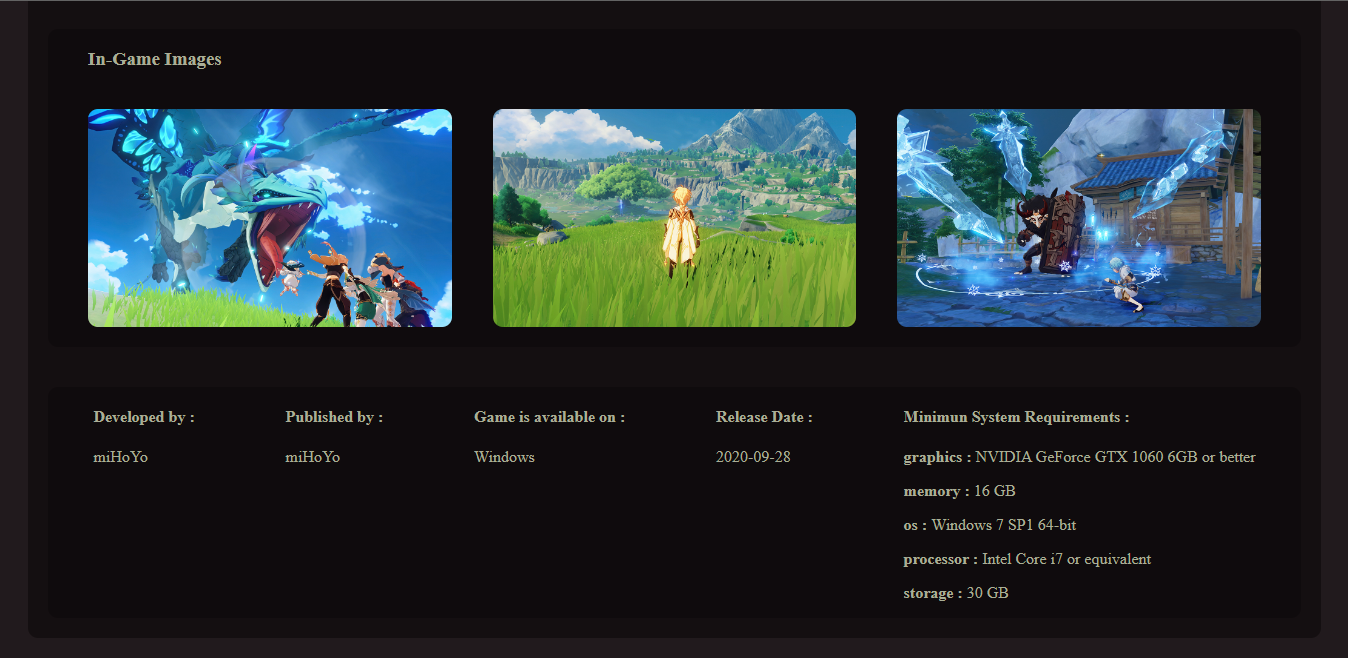 In-Game Images
Developed by :
miHoYo
Published by :
miHoYo
Game is available on :
Windows
Release Date :
2020-09-28
Minimun System Requirements :
graphics : NVIDIA GeForce GTX 1060 6GB or better
memory : 16 GB
os : Windows 7 SP1 64-bit
processor : Intel Core i7 or equivalent
storage : 30 GB